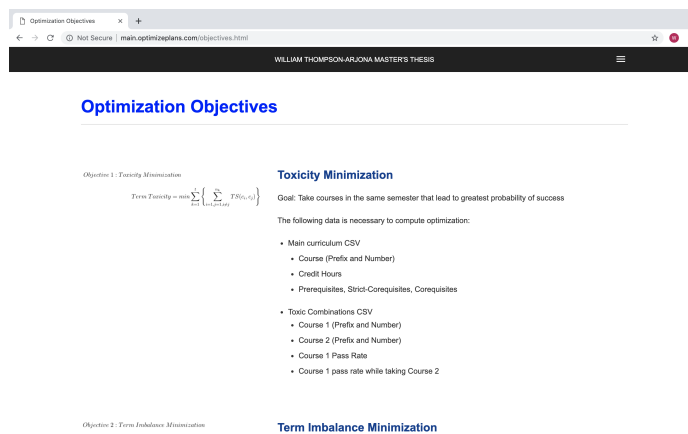 Optimization Objectives
Not Secure | main.optimizeplans.com/objectives.html
WILLIAM THOMPSON-ARJONA MASTER'S THESIS
Optimization Objectives
Objective 1 : Toxicity Minimization
Toxicity Minimization
Goal: Take courses in the same semester that lead to greatest probability of success
The following data is necessary to compute optimization:
• Main curriculum CSV
• Course (Prefix and Number)
• Credit Hours
• Prerequisites, Strict-Corequisites, Corequisites
• Toxic Combinations CSV
• Course 1 (Prefix and Number)
• Course 2 (Prefix and Number)
• Course 1 Pass Rate
• Course 1 pass rate while taking Course 2
Objective 2 : Term Imbalance Minimization
Term Imbalance Minimization